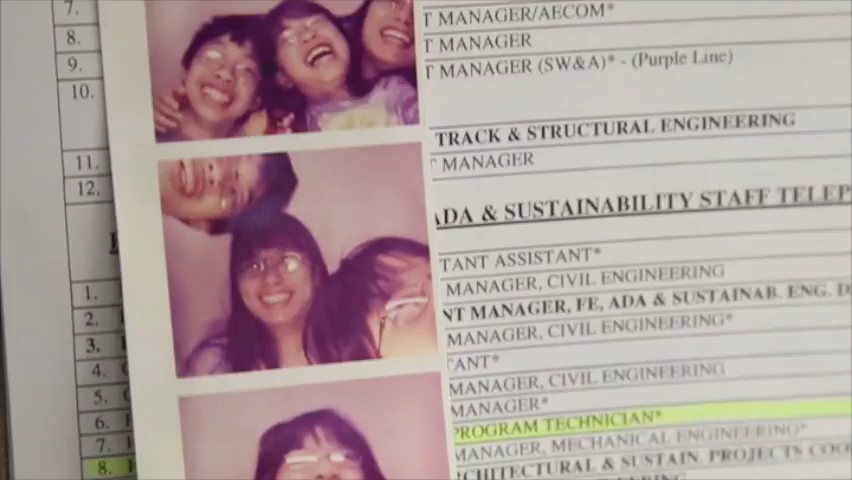 7.
T MANAGER/AECOM*
8.
T MANAGER
9.
T MANAGER (SW&A)* - (Purple Line)
10.
TRACK & STRUCTURAL ENGINEERING
11.
T MANAGER
12.
ADA & SUSTAINABILITY STAFF TELEP
TANT ASSISTANT*
1.
MANAGER, CIVIL ENGINEERING
2.
NT MANAGER, FE, ADA & SUSTAINAB. ENG. D
3.
MANAGER, CIVIL ENGINEERING*
4.
TANT*
5.
MANAGER, CIVIL ENGINEERING
6.
MANAGER*
7.
PROGRAM TECHNICIAN*
8.
MANAGER, MECHANICAL ENGINEERING*
CHITECTURAL & SUSTAIN. PROJECTS COO